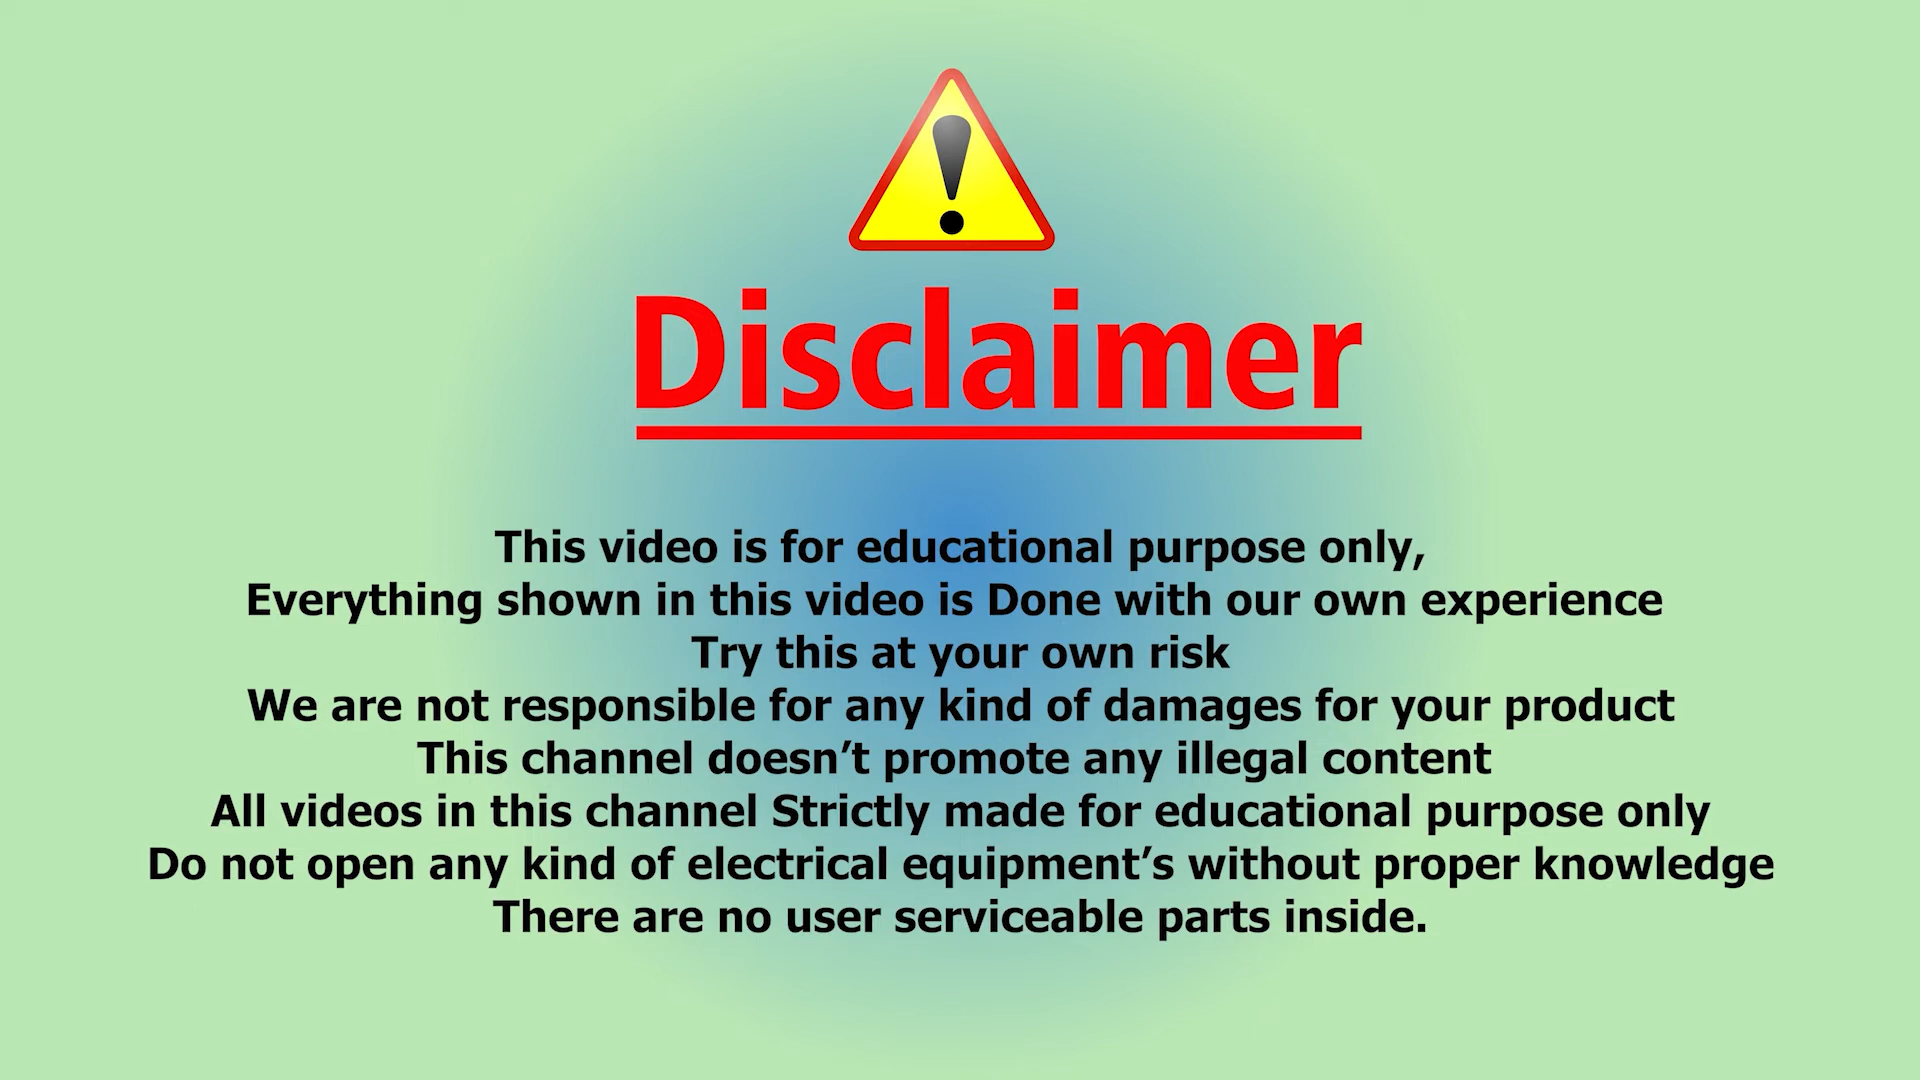 Disclaimer
This video is for educational purpose only,
Everything shown in this video is Done with our own experience
Try this at your own risk
We are not responsible for any kind of damages for your product
This channel doesn’t promote any illegal content
All videos in this channel Strictly made for educational purpose only
Do not open any kind of electrical equipment’s without proper knowledge
There are no user serviceable parts inside.